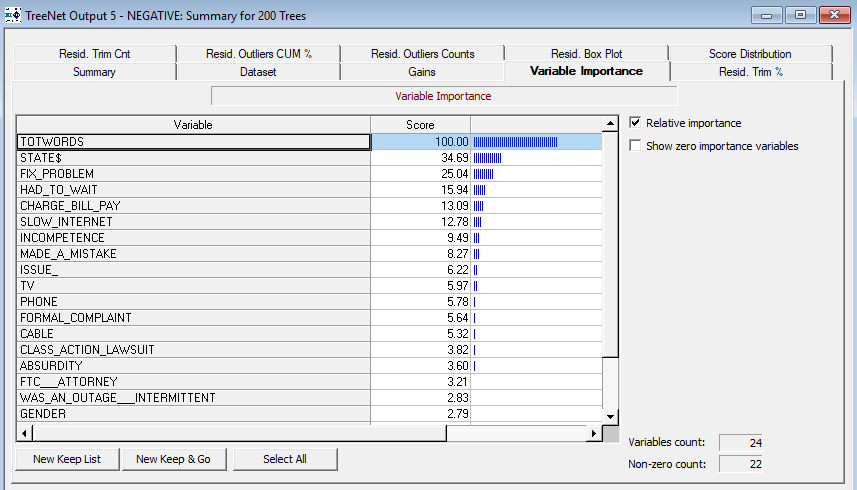 TreeNet Output 5 - NEGATIVE: Summary for 200 Trees
Resid. Trim Cnt Resid. Outliers CUM % Resid. Outliers Counts Resid. Box Plot Score Distribution
Summary Dataset Gains Variable Importance Resid. Trim %
Variable Importance
Variable Score
TOTWORDS 100.00
STATE$ 34.69
FIX_PROBLEM 25.04
HAD_TO_WAIT 15.94
CHARGE_BILL_PAY 13.09
SLOW_INTERNET 12.78
INCOMPETENCE 9.49
MADE_A_MISTAKE 8.27
ISSUE_ 6.22
TV 5.97
PHONE 5.78
FORMAL_COMPLAINT 5.64
CABLE 5.32
CLASS_ACTION_LAWSUIT 3.82
ABSURDITY 3.60
FTC___ATTORNEY 3.21
WAS_AN_OUTAGE___INTERMITTENT 2.83
GENDER 2.79
Relative importance
Show zero importance variables
Variables count: 24
Non-zero count: 22
New Keep List New Keep & Go Select All